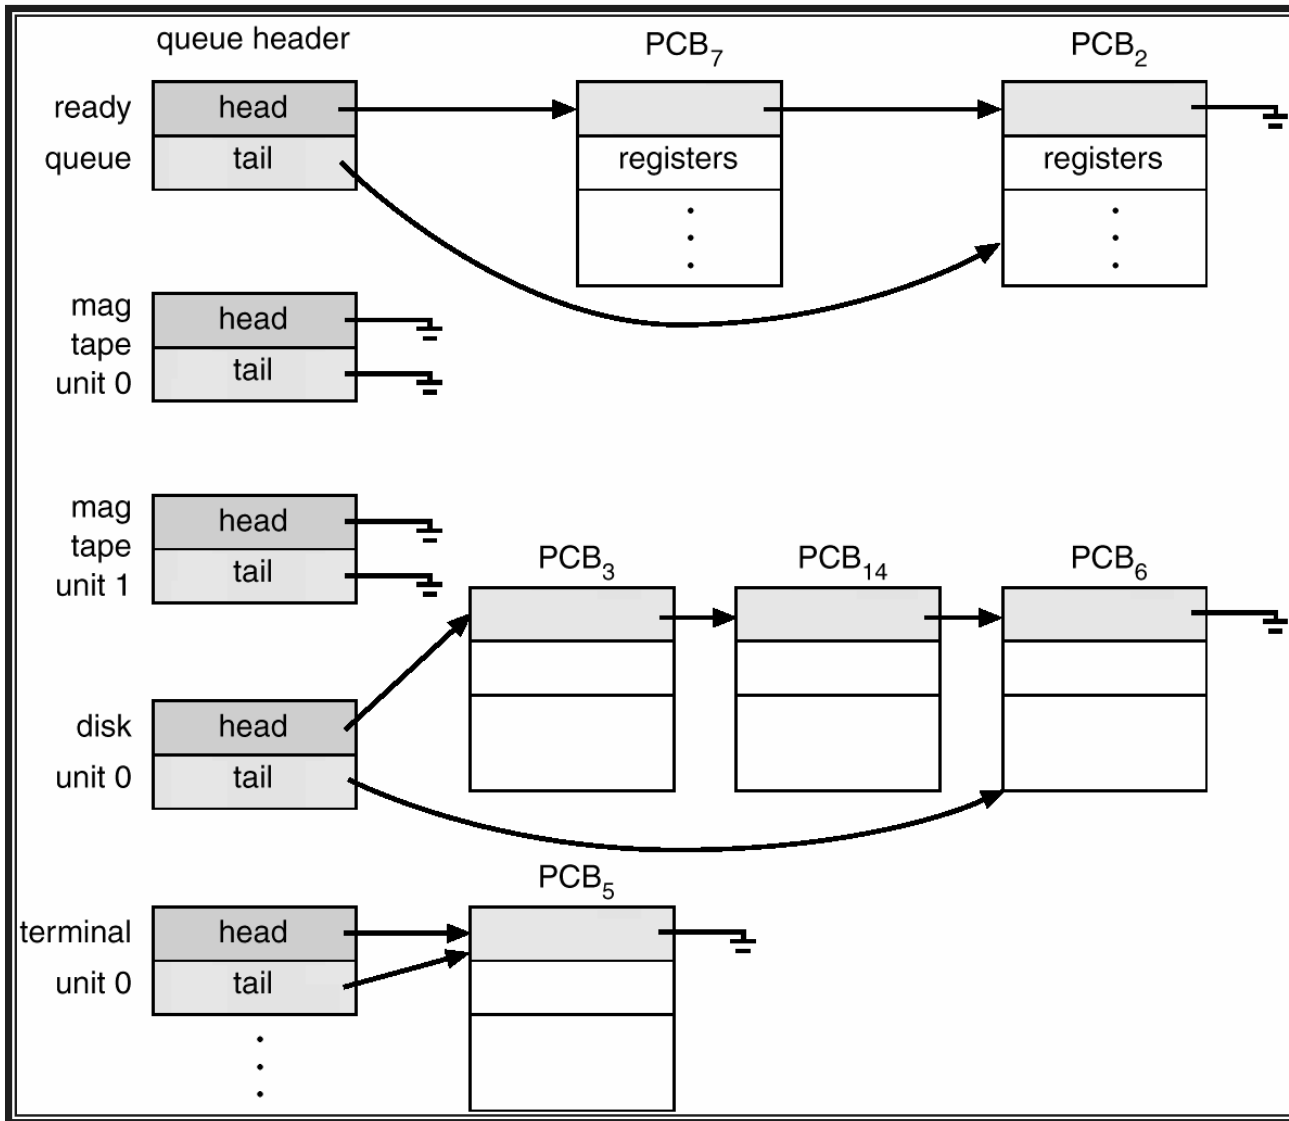 queue header
PCB7
PCB2
ready
head
queue
tail
registers
registers
mag
head
tape
tail
unit 0
mag
head
tape
tail
unit 1
PCB3
PCB14
PCB6
disk
head
unit 0
tail
PCB5
terminal
head
unit 0
tail